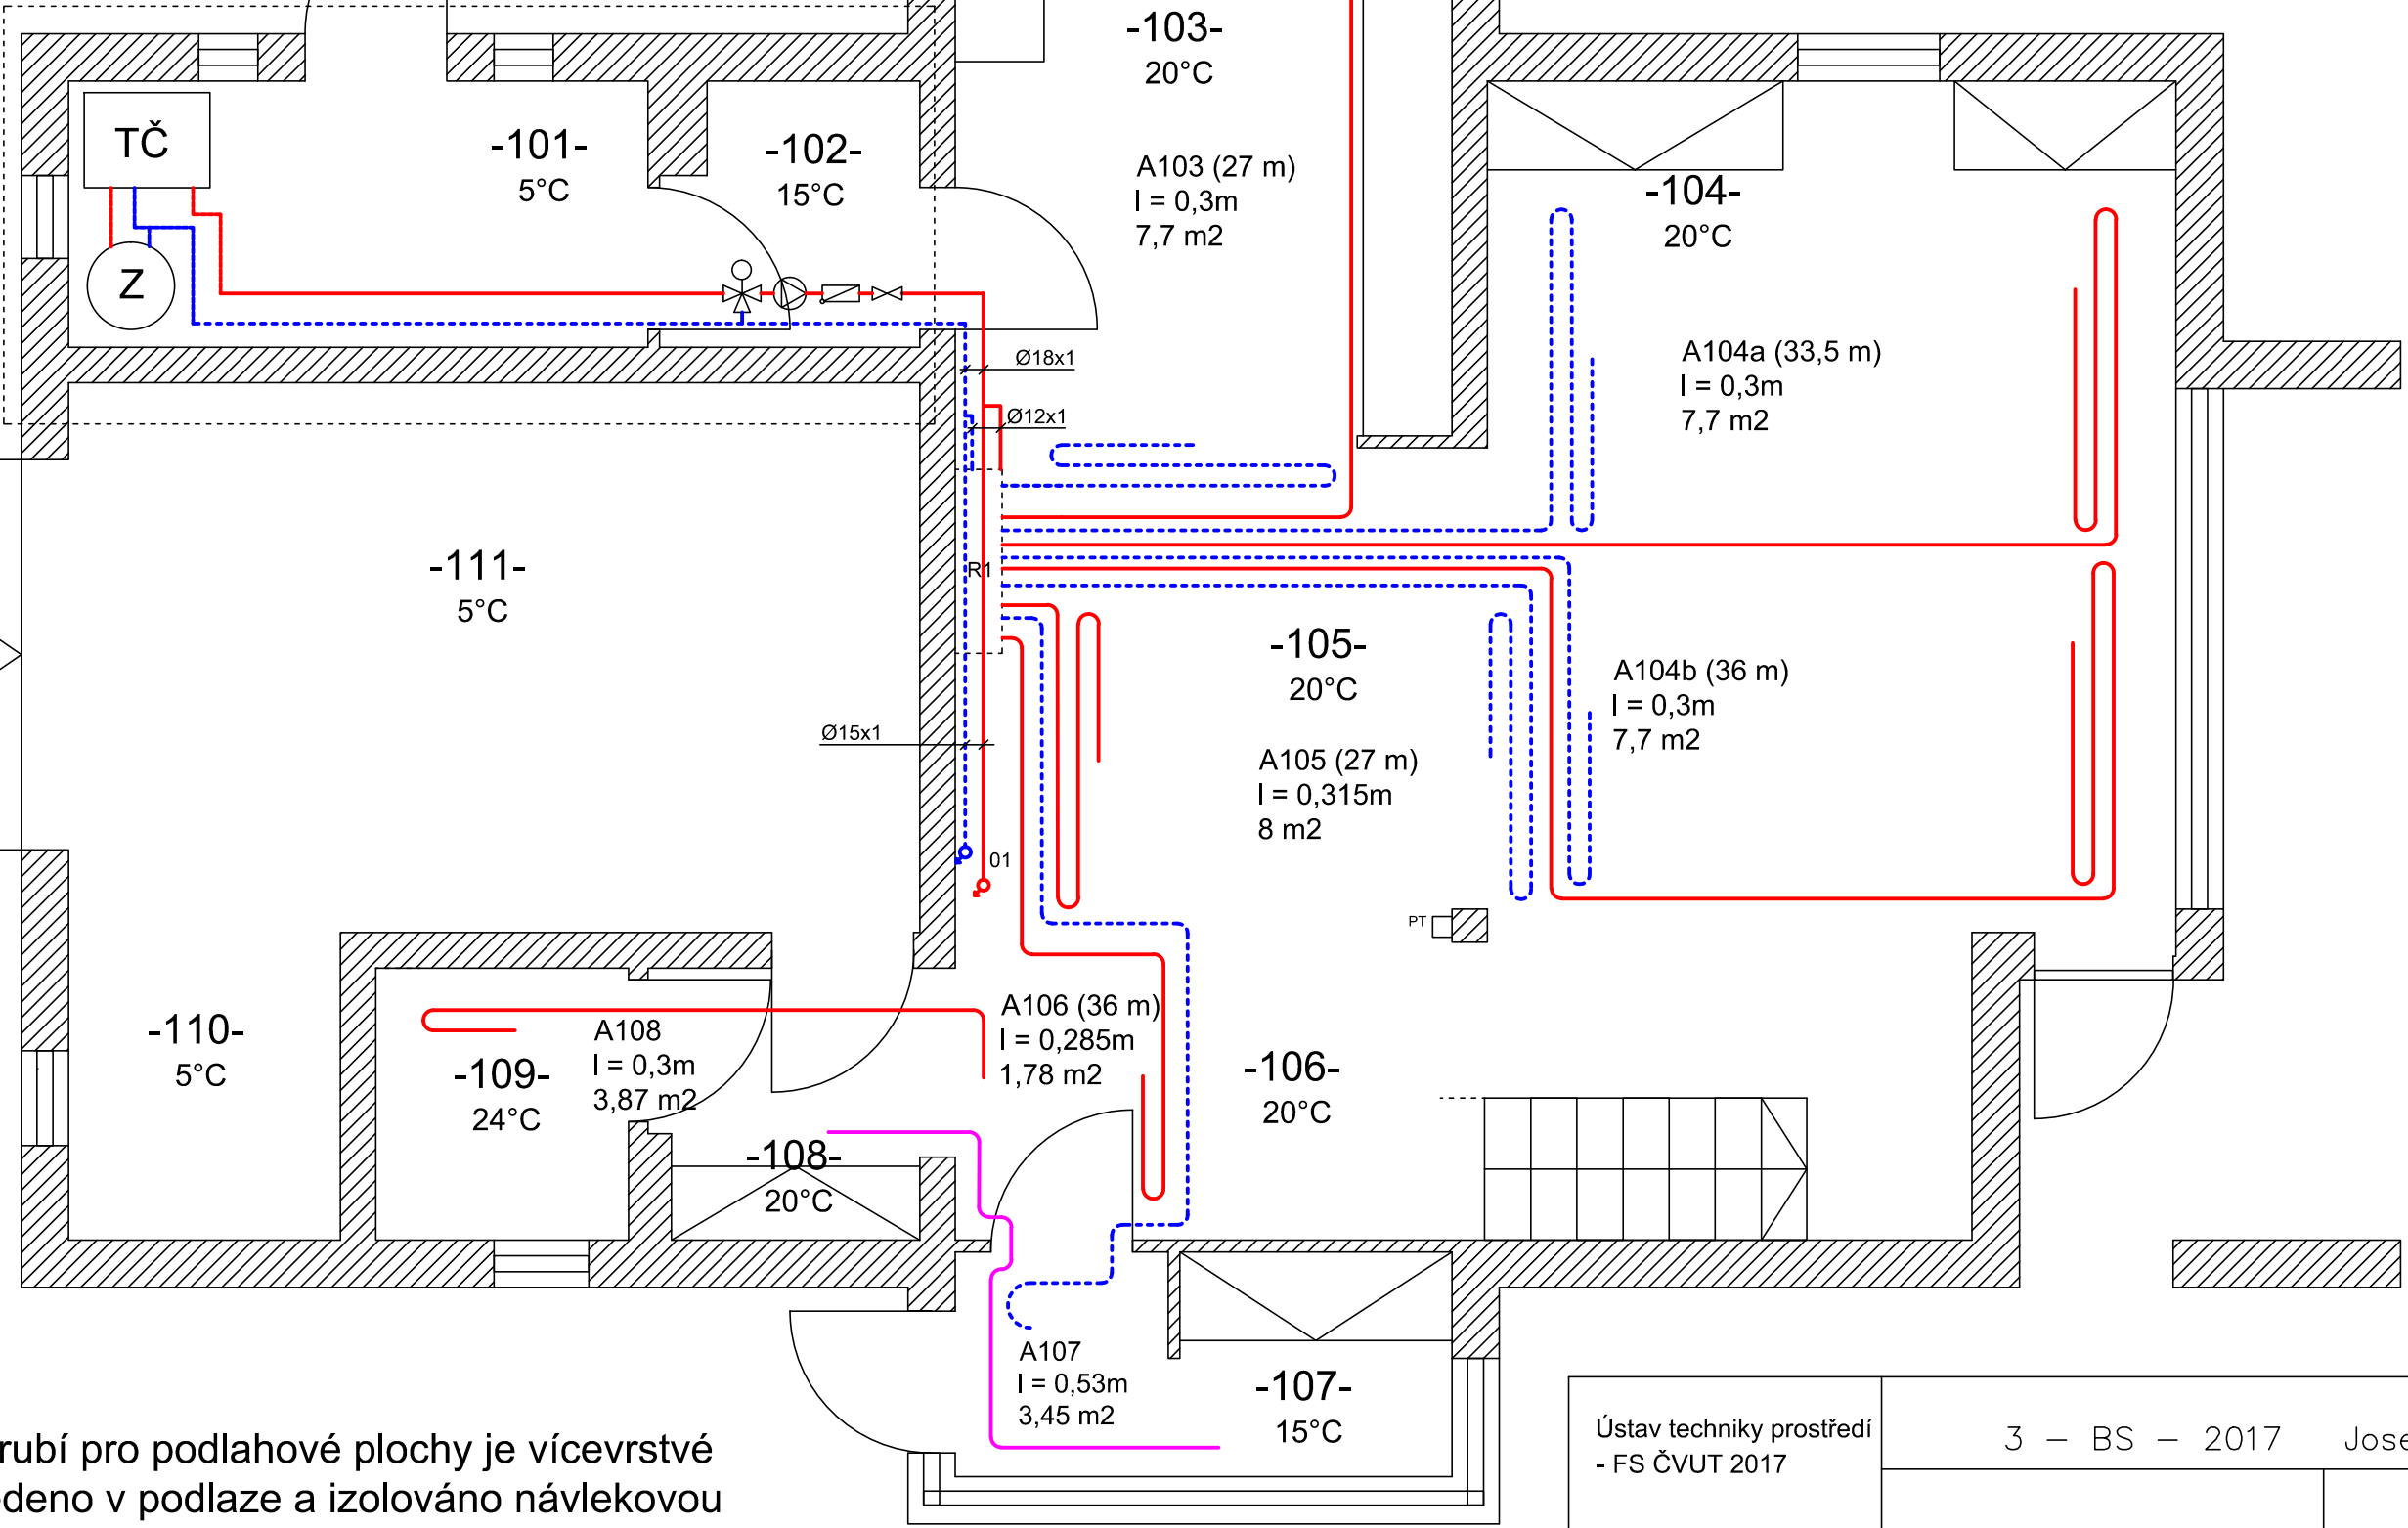 -103-
20°C
TČ
-101-
5°C
-102-
15°C
A103 (27 m)
l = 0,3m
7,7 m2
-104-
20°C
Z
Ø18x1
Ø12x1
A104a (33,5 m)
l = 0,3m
7,7 m2
-111-
5°C
R1
-105-
20°C
A104b (36 m)
l = 0,3m
7,7 m2
Ø15x1
A105 (27 m)
l = 0,315m
8 m2
01
PT
-110-
5°C
-109-
24°C
A108
l = 0,3m
3,87 m2
A106 (36 m)
l = 0,285m
1,78 m2
-106-
20°C
-108-
20°C
A107
l = 0,53m
3,45 m2
-107-
15°C
rubí pro podlahové plochy je vícevrstvé
edeno v podlaze a izolováno návlekovou
Ústav techniky prostředí
- FS ČVUT 2017
3 - BS - 2017
Jose